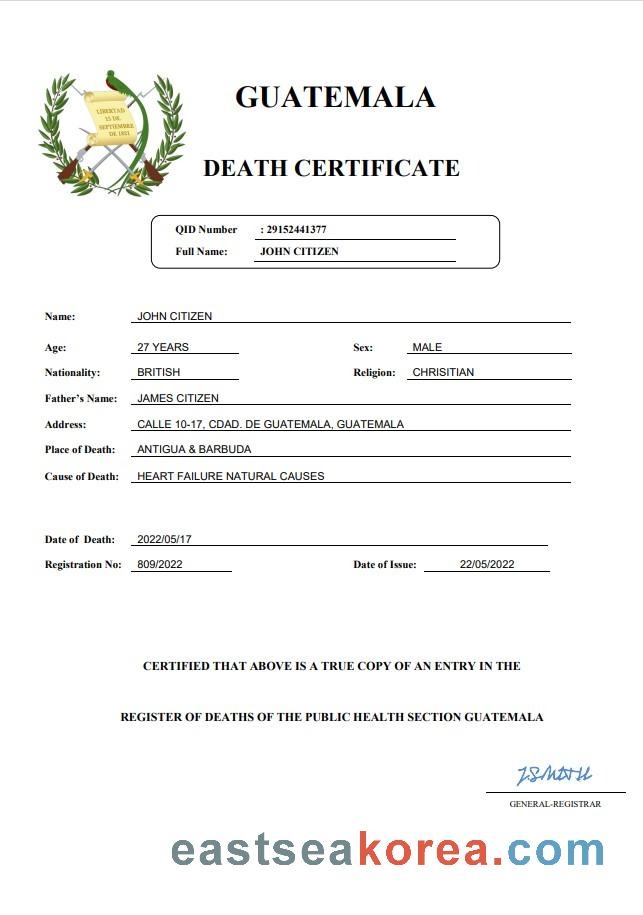 LIBERTAD
15 DE
SEPTIEMBRE
DE 1821
GUATEMALA
DEATH CERTIFICATE
QID Number : 29152441377
Full Name: JOHN CITIZEN
Name: JOHN CITIZEN
Age: 27 YEARS Sex: MALE
Nationality: BRITISH Religion: CHRISITIAN
Father's Name: JAMES CITIZEN
Address: CALLE 10-17, CDAD. DE GUATEMALA, GUATEMALA
Place of Death: ANTIGUA & BARBUDA
Cause of Death: HEART FAILURE NATURAL CAUSES
Date of Death: 2022/05/17
Registration No: 809/2022 Date of Issue: 22/05/2022
CERTIFIED THAT ABOVE IS A TRUE COPY OF AN ENTRY IN THE
REGISTER OF DEATHS OF THE PUBLIC HEALTH SECTION GUATEMALA
GENERAL-REGISTRAR
eastseakorea.com